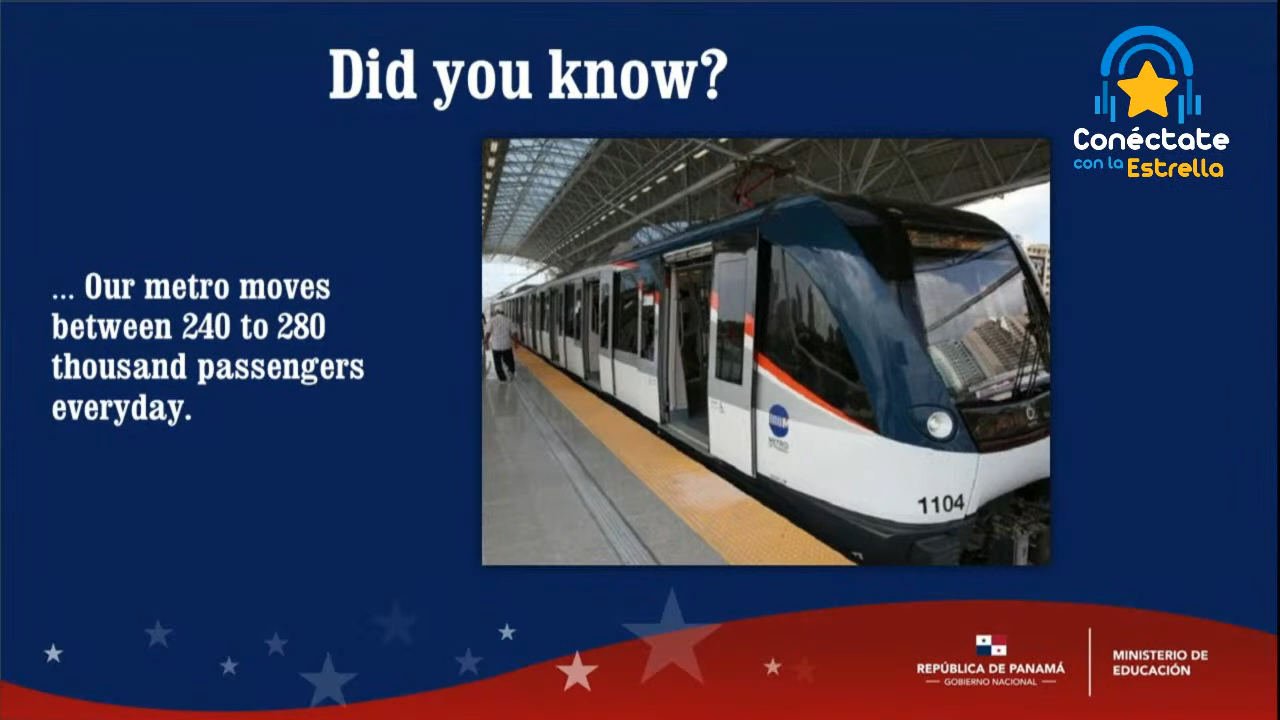 Did you know?
Conéctate
con la Estrella
... Our metro moves
between 240 to 280
thousand passengers
everyday.
METRO
1104
REPÚBLICA DE PANAMÁ
GOBIERNO NACIONAL
MINISTERIO DE
EDUCACIÓN